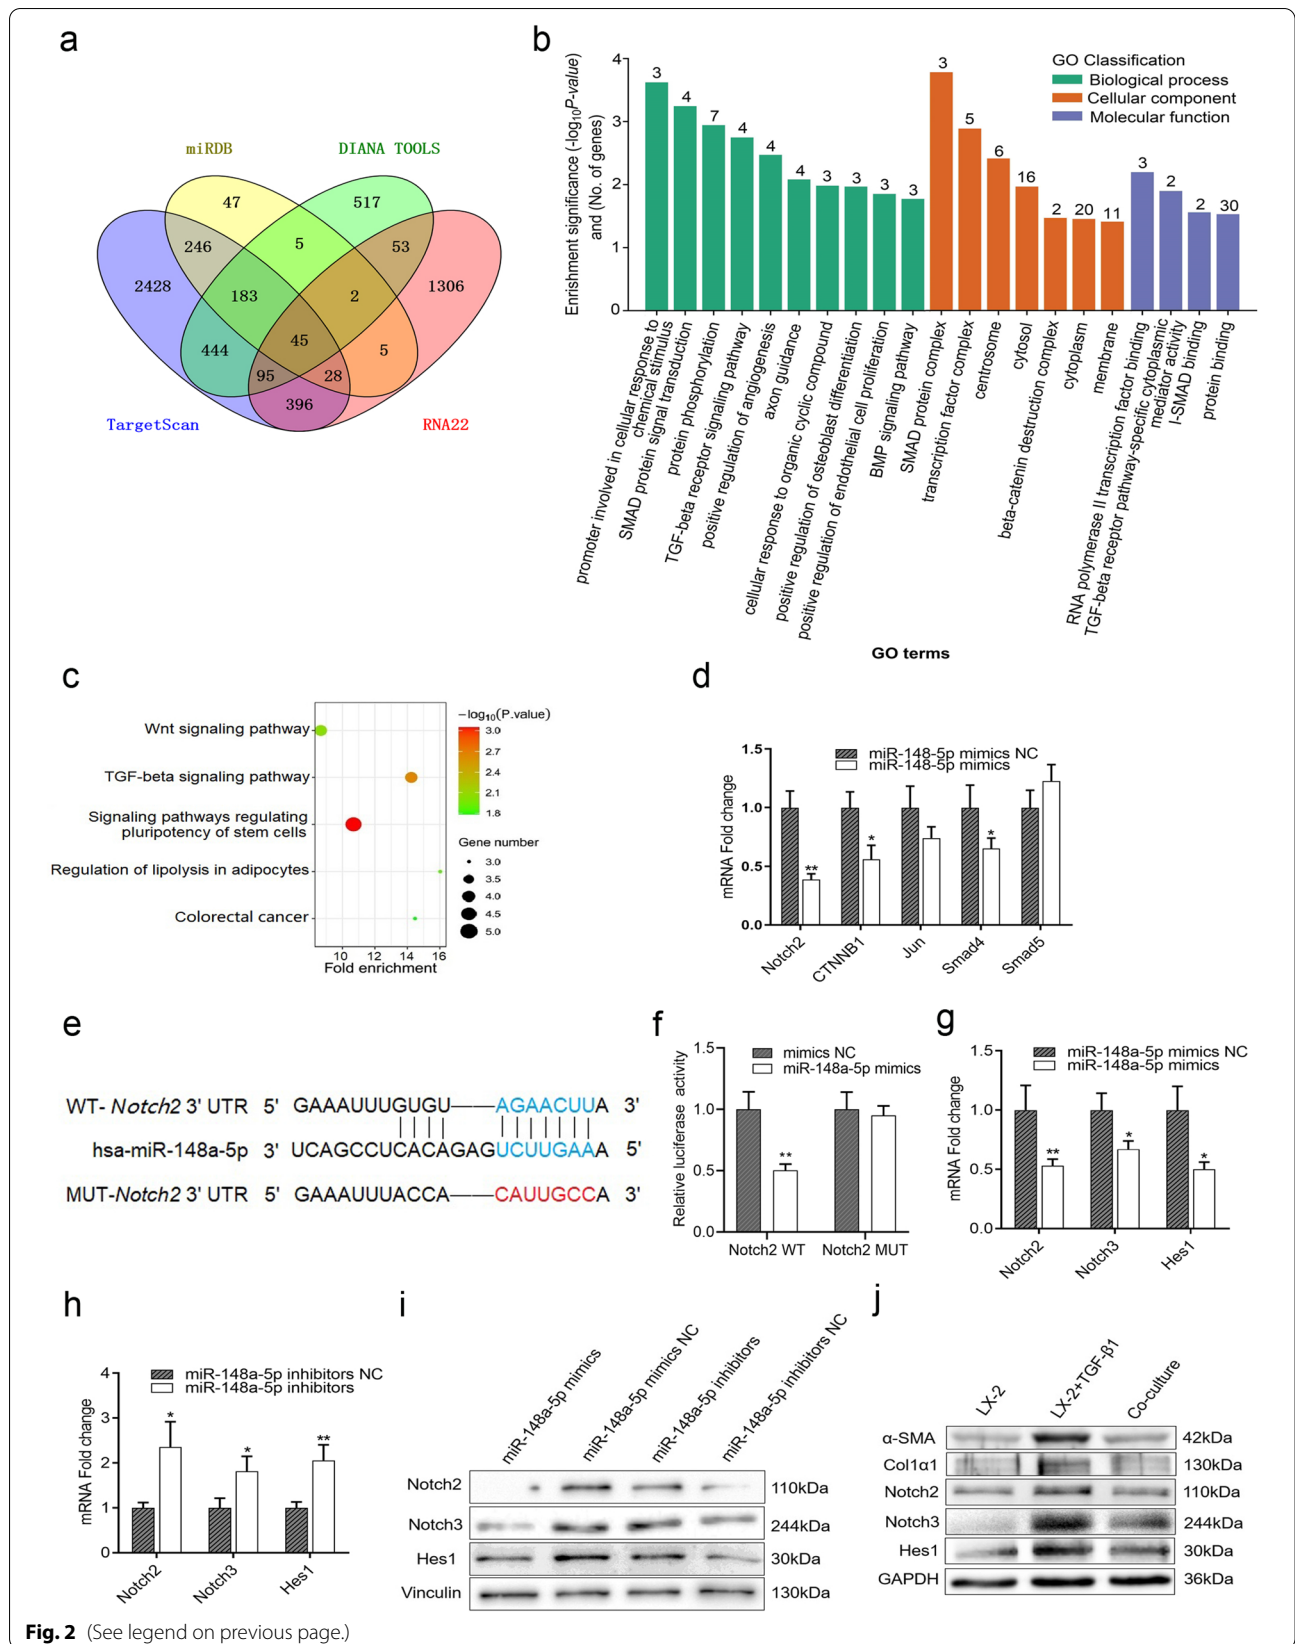 a
miRDB
DIANA TOOLS
47
517
246
5
53
2428
183
2
1306
444
45
5
95
28
396
TargetScan
RNA22
b
Enrichment significance (-log10P-value)
and (No. of genes)
4
3
2
1
0
GO Classification
Biological process
Cellular component
Molecular function
3 4 7 4 4 4 3 3 3 3 3 5 6 16 2 20 11 3 2 2 30
promoter involved in cellular response to
chemical stimulus
SMAD protein signal transduction
protein phosphorylation
TGF-beta receptor signaling pathway
positive regulation of angiogenesis
axon guidance
cellular response to organic cyclic compound
positive regulation of osteoblast differentiation
positive regulation of endothelial cell proliferation
BMP signaling pathway
SMAD protein complex
transcription factor complex
centrosome
cytosol
beta-catenin destruction complex
cytoplasm
membrane
RNA polymerase II transcription factor binding
TGF-beta receptor pathway-specific cytoplasmic
mediator activity
I-SMAD binding
protein binding
GO terms
c
Wnt signaling pathway
TGF-beta signaling pathway
Signaling pathways regulating
pluripotency of stem cells
Regulation of lipolysis in adipocytes
Colorectal cancer
10 12 14 16
Fold enrichment
−log10(P.value)
3.0
2.7
2.4
2.1
1.8
Gene number
3.0
3.5
4.0
4.5
5.0
d
mRNA Fold change
1.5
1.0
0.5
0.0
miR-148-5p mimics NC
miR-148-5p mimics
** * *
Notch2 CTNNB1 Jun Smad4 Smad5
e
WT- Notch2 3' UTR 5' GAAAUUUGUGU——AGAACUUA 3'
hsa-miR-148a-5p 3' UCAGCCUCACAGAGUCUUGAAA 5'
MUT-Notch2 3' UTR 5' GAAAUUUACCA——CAUUGCCA 3'
f
Relative luciferase activity
1.5
1.0
0.5
0.0
mimics NC
miR-148a-5p mimics
**
Notch2 WT Notch2 MUT
g
mRNA Fold change
1.5
1.0
0.5
0.0
miR-148a-5p mimics NC
miR-148a-5p mimics
** * *
Notch2 Notch3 Hes1
h
mRNA Fold change
4
3
2
1
0
miR-148a-5p inhibitors NC
miR-148a-5p inhibitors
* * **
Notch2 Notch3 Hes1
i
miR-148a-5p mimics
miR-148a-5p mimics NC
miR-148a-5p inhibitors
miR-148a-5p inhibitors NC
Notch2 110kDa
Notch3 244kDa
Hes1 30kDa
Vinculin 130kDa
j
LX-2
LX-2+TGF-β1
Co-culture
α-SMA 42kDa
Col1α1 130kDa
Notch2 110kDa
Notch3 244kDa
Hes1 30kDa
GAPDH 36kDa
Fig. 2 (See legend on previous page.)